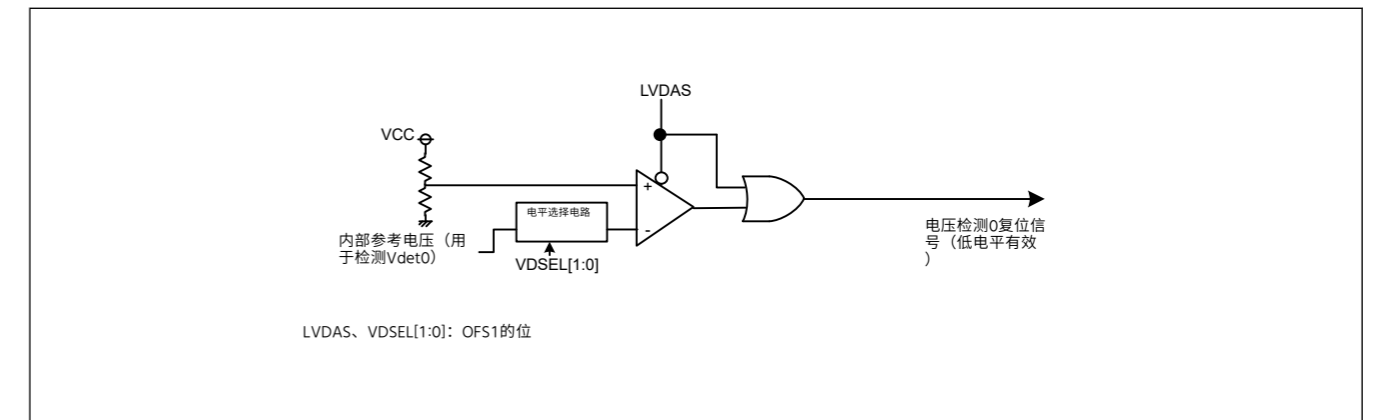 LVDAS
VCC
+
电平选择电路
-
内部参考电压（用
于检测Vdet0）
VDSEL[1:0]
电压检测0复位信
号（低电平有效
）
LVDAS、VDSEL[1:0]：OFS1的位